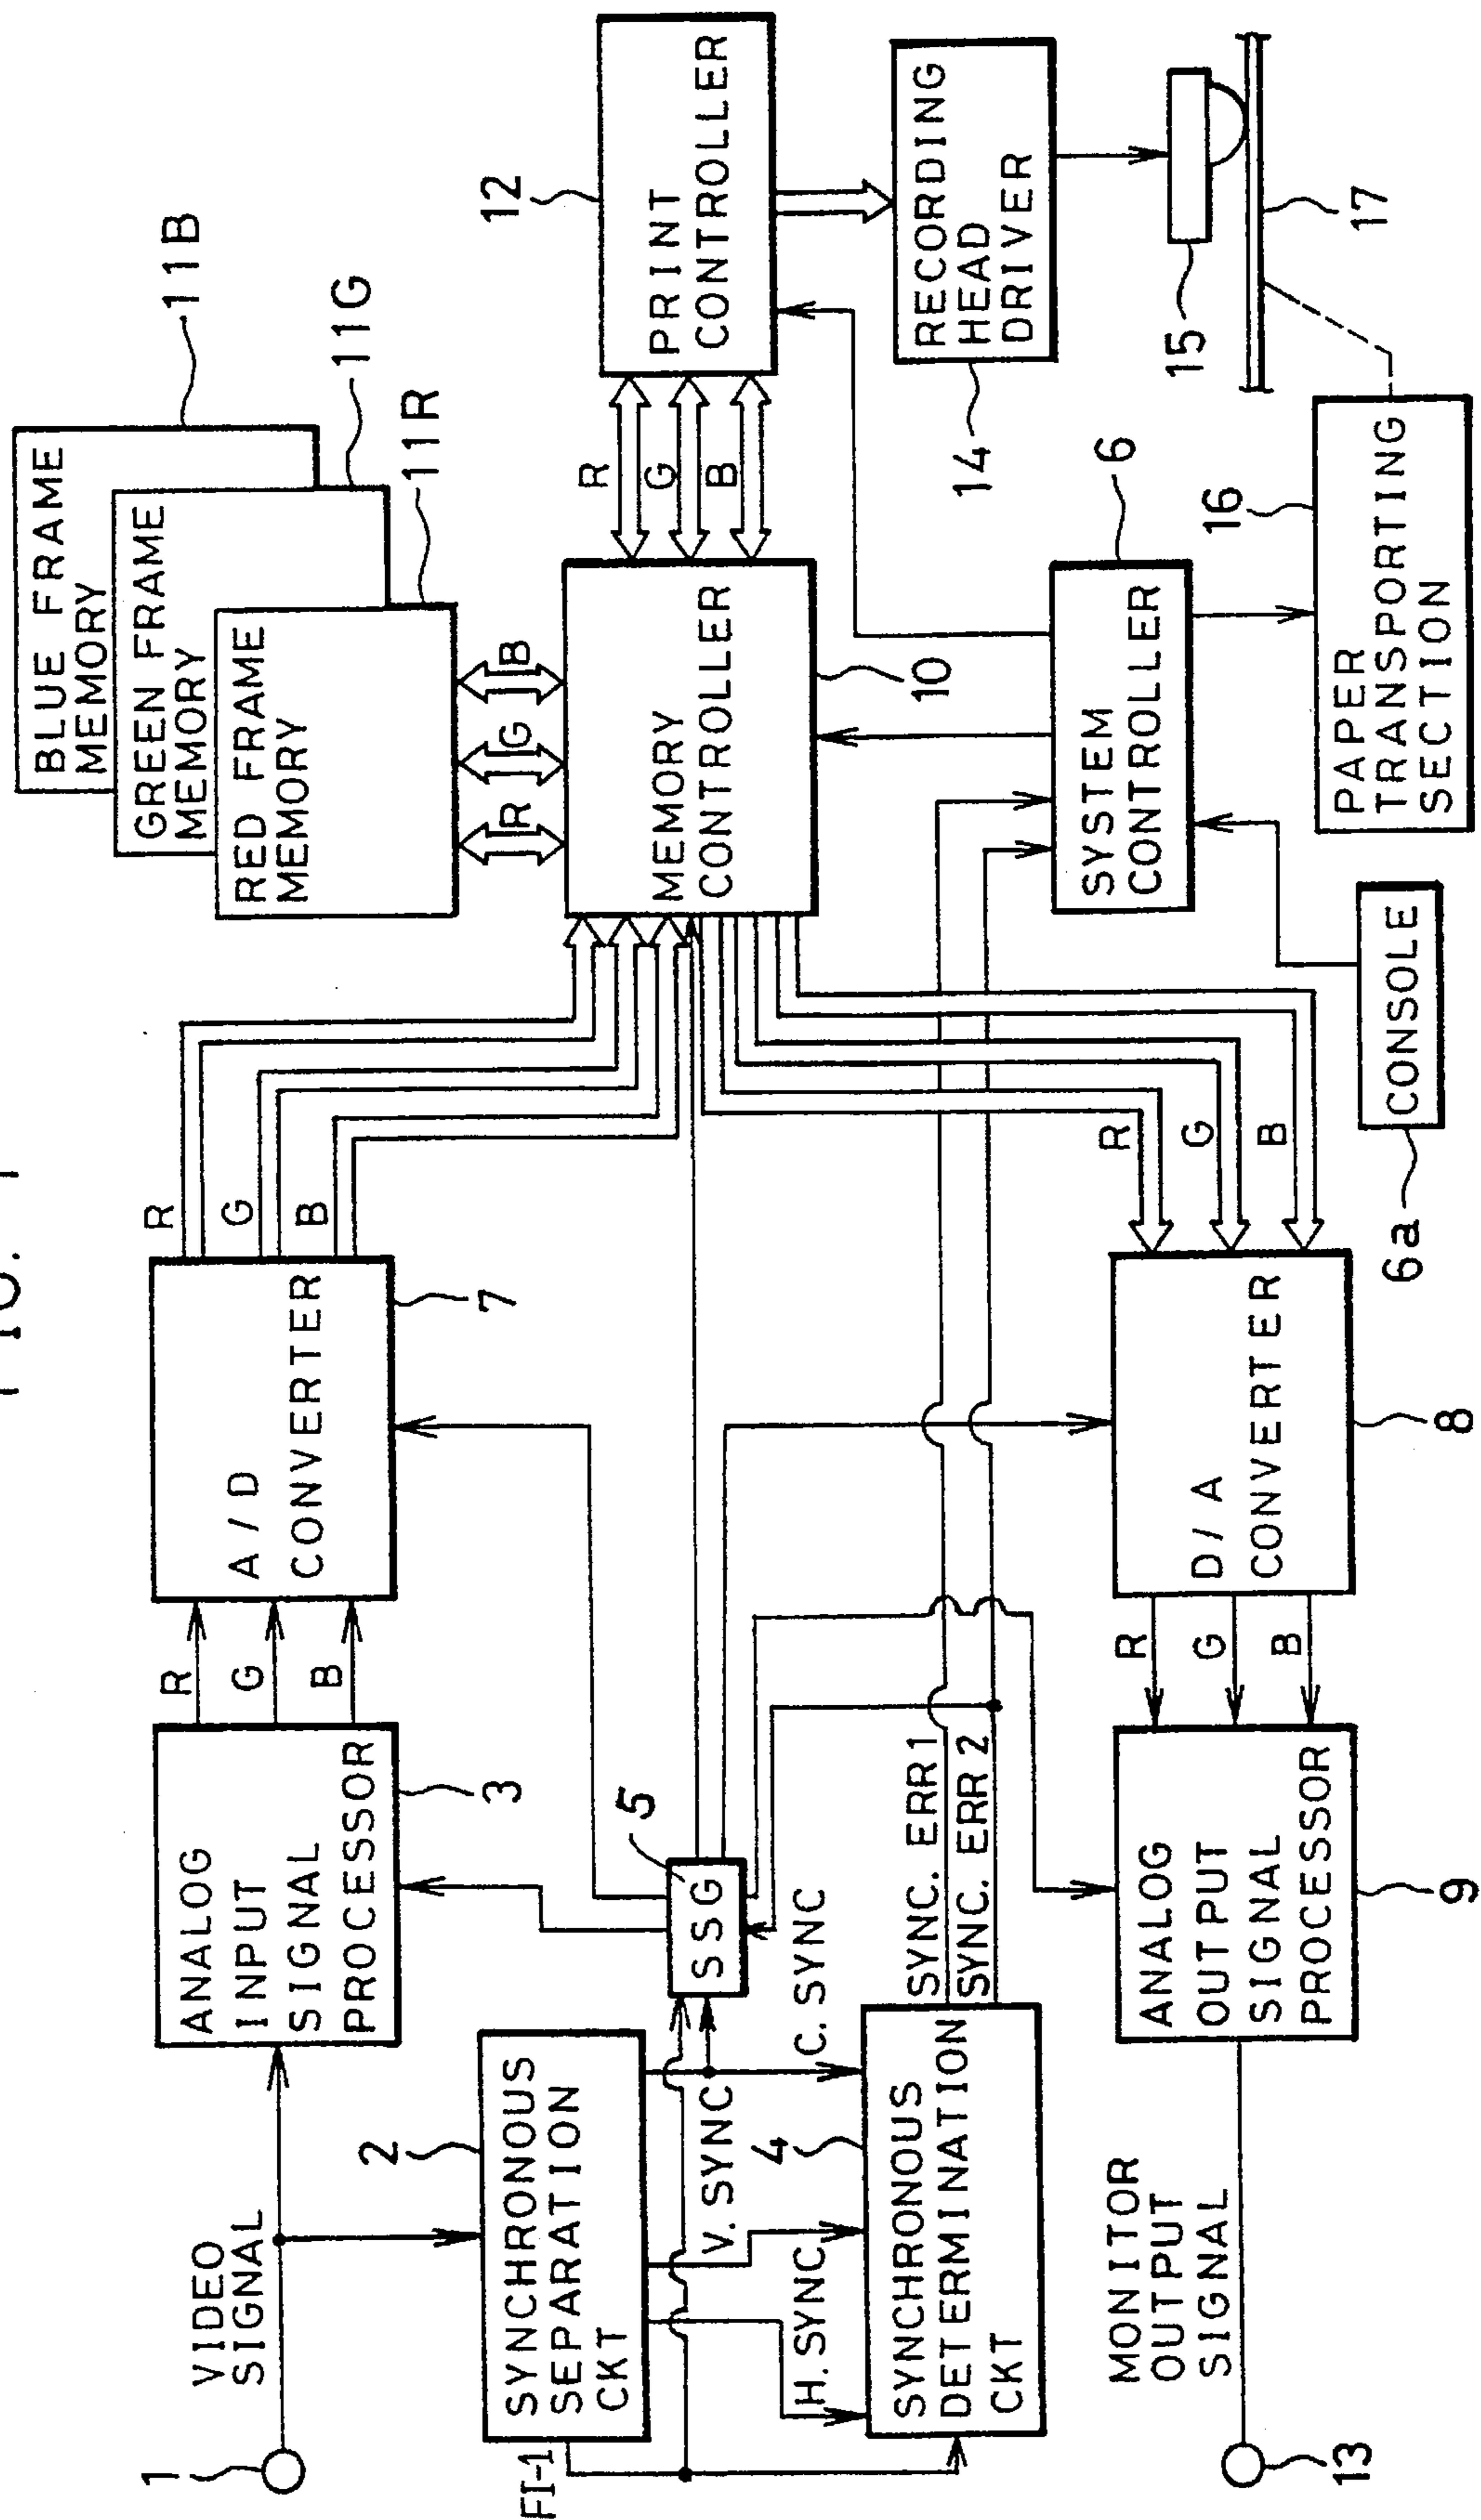 1
VIDEO
SIGNAL
ANALOG
INPUT
SIGNAL
PROCESSOR
3
R
G
B
A/D
CONVERTER
7
R
G
B
BLUE FRAME
MEMORY
11B
GREEN FRAME
MEMORY
11G
RED FRAME
MEMORY
11R
R
G
B
2
SYNCHRONOUS
SEPARATION
CKT
FI-1
H. SYNC
V. SYNC
C. SYNC
4
SYNCHRONOUS
DETERMINATION
CKT
SYNC. ERR 1
SYNC. ERR 2
5
SSG
MEMORY
CONTROLLER
10
R
G
B
12
PRINT
CONTROLLER
RECORDING
HEAD
DRIVER
14
15
17
SYSTEM
CONTROLLER
6
16
PAPER
TRANSPORTING
SECTION
CONSOLE
6a
R
G
B
D/A
CONVERTER
8
R
G
B
ANALOG
OUTPUT
SIGNAL
PROCESSOR
9
MONITOR
OUTPUT
SIGNAL
13